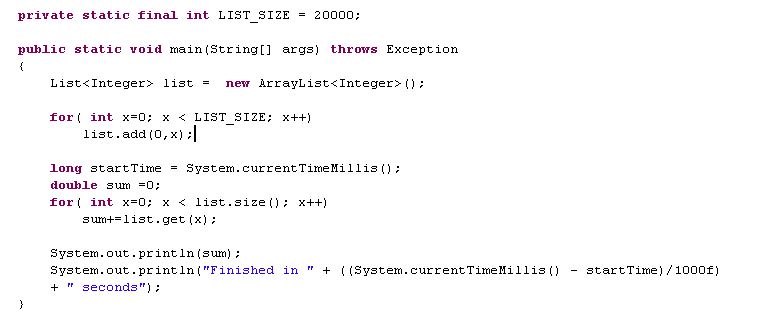 private static final int LIST_SIZE = 20000;
public static void main(String[] args) throws Exception
{
List<Integer> list =  new ArrayList<Integer>();
for( int x=0; x < LIST_SIZE; x++)
list.add(0,x);
long startTime = System.currentTimeMillis();
double sum =0;
for( int x=0; x < list.size(); x++)
sum+=list.get(x);
System.out.println(sum);
System.out.println("Finished in " + ((System.currentTimeMillis() - startTime)/1000f)
+ " seconds");
}